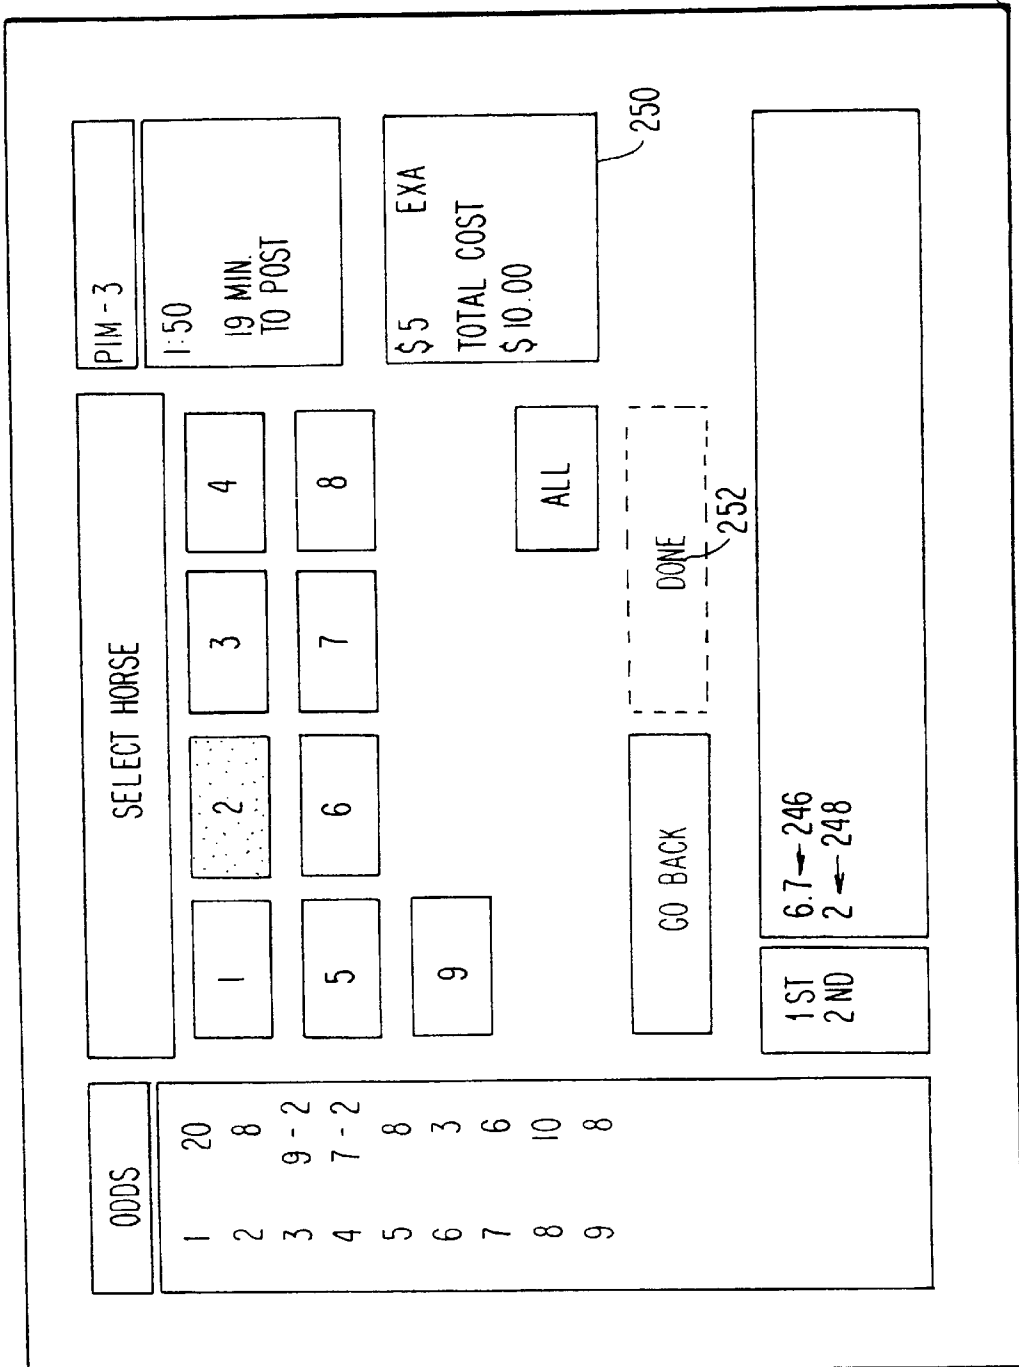 ODDS
1 20
2 8
3 9 - 2
4 7 - 2
5 8
6 3
7 6
8 10
9 8
SELECT HORSE
1 2 3 4
5 6 7 8
9
ALL
GO BACK
DONE
252
PIM - 3
1:50
19 MIN.
TO POST
$5 EXA
TOTAL COST
$10.00
250
1ST 6.7 ← 246
2ND 2 ← 248